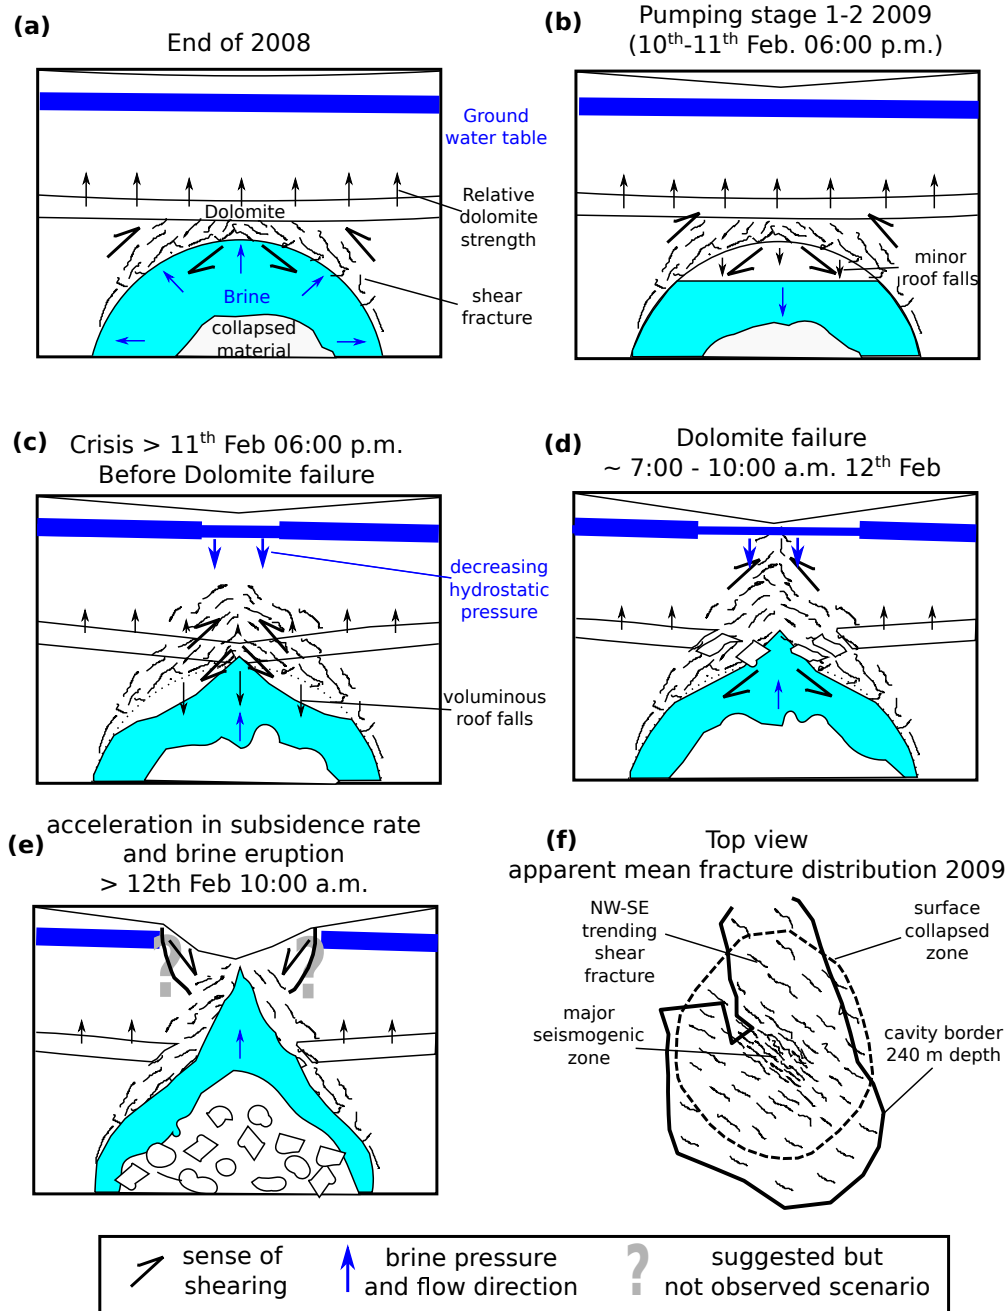 (a)
End of 2008
Ground
water table
Relative
dolomite
strength
Dolomite
shear
fracture
Brine
collapsed
material
(b)
Pumping stage 1-2 2009
(10th-11th Feb. 06:00 p.m.)
minor
roof falls
(c)
Crisis > 11th Feb 06:00 p.m.
Before Dolomite failure
decreasing
hydrostatic
pressure
voluminous
roof falls
(d)
Dolomite failure
~ 7:00 - 10:00 a.m. 12th Feb
(e)
acceleration in subsidence rate
and brine eruption
> 12th Feb 10:00 a.m.
? ?
(f)
Top view
apparent mean fracture distribution 2009
NW-SE
trending
shear
fracture
surface
collapsed
zone
major
seismogenic
zone
cavity border
240 m depth
sense of
shearing
brine pressure
and flow direction
?
suggested but
not observed scenario